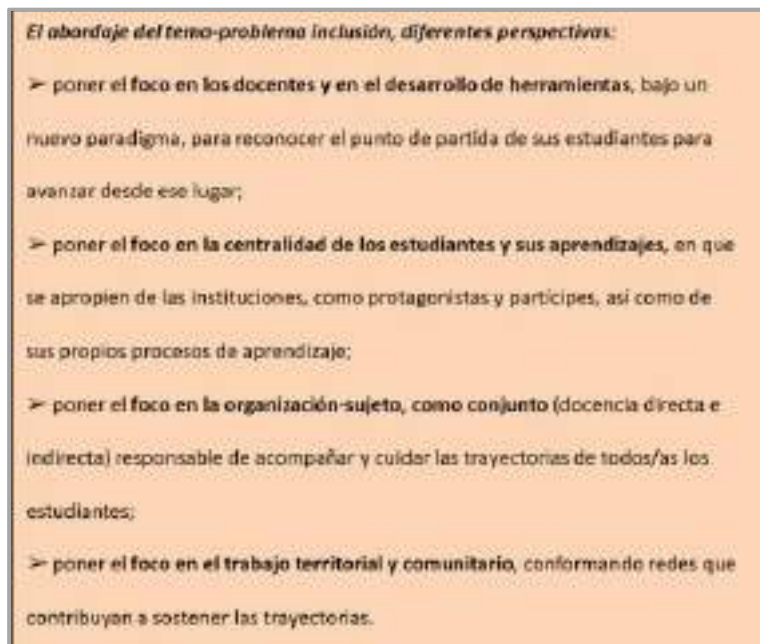 El abordaje del tema-problema inclusión, diferentes perspectivas:
➢ poner el foco en los docentes y en el desarrollo de herramientas, bajo un
nuevo paradigma, para reconocer el punto de partida de sus estudiantes para
avanzar desde ese lugar;
➢ poner el foco en la centralidad de los estudiantes y sus aprendizajes, en que
se apropien de las instituciones, como protagonistas y partícipes, así como de
sus propios procesos de aprendizaje;
➢ poner el foco en la organización-sujeto, como conjunto (docencia directa e
indirecta) responsable de acompañar y cuidar las trayectorias de todos/as los
estudiantes;
➢ poner el foco en el trabajo territorial y comunitario, conformando redes que
contribuyan a sostener las trayectorias.